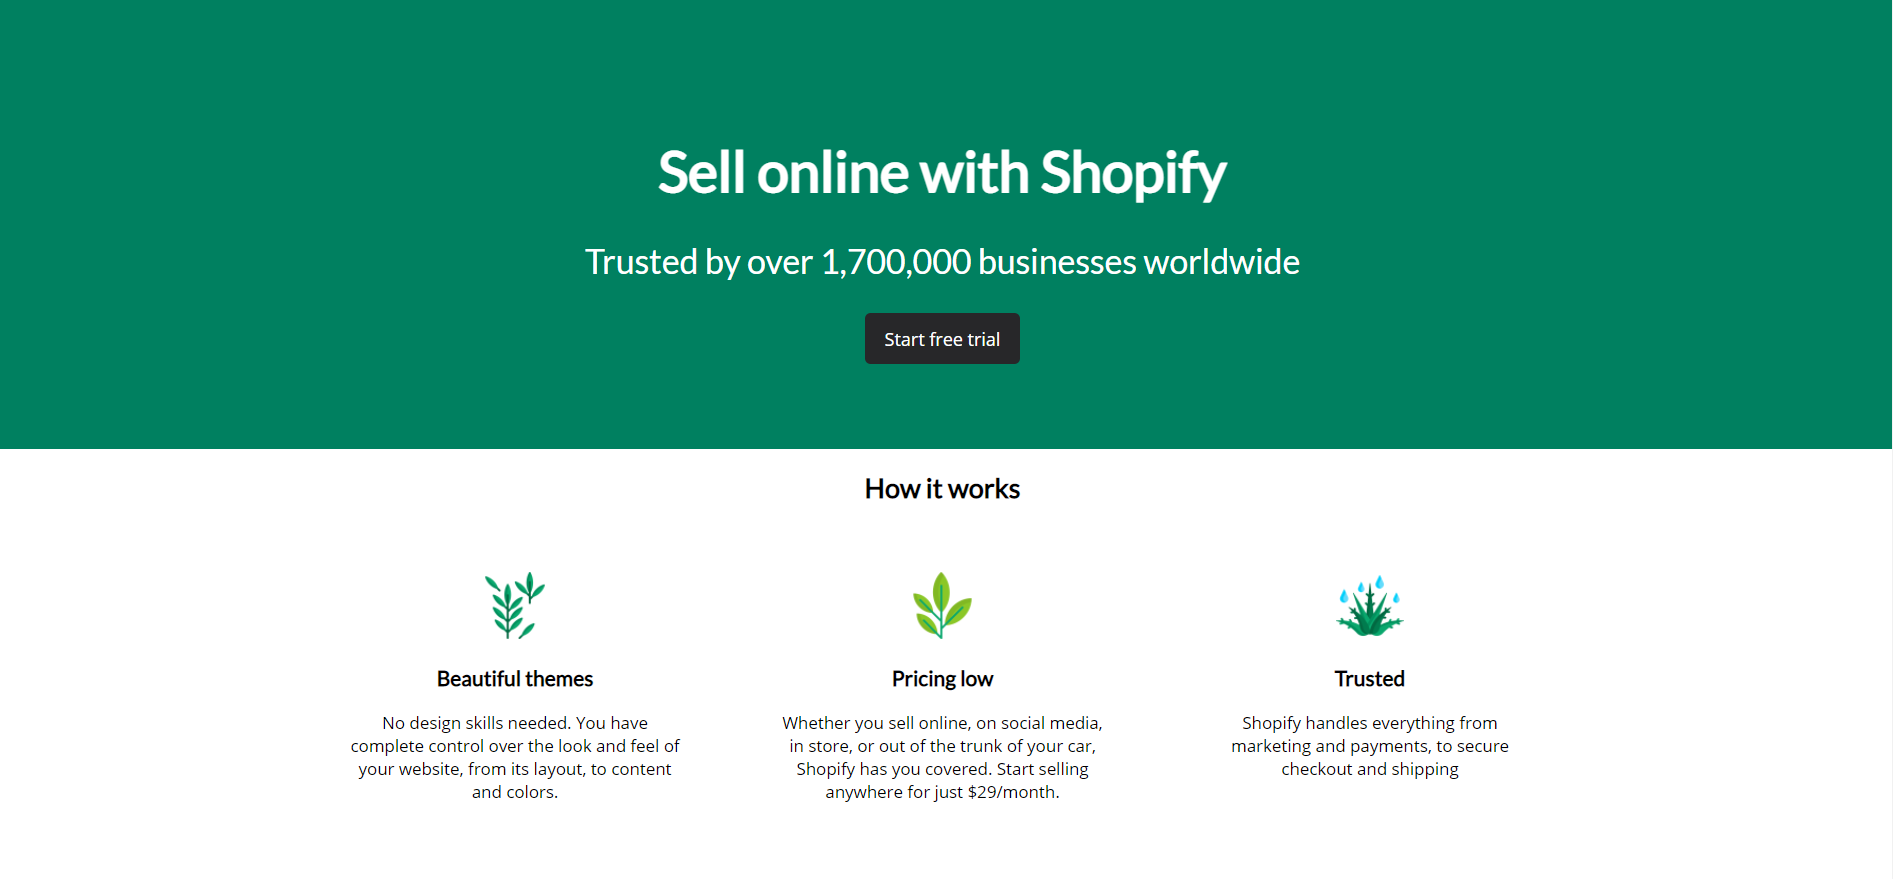 Sell online with Shopify
Trusted by over 1,700,000 businesses worldwide
Start free trial
How it works
Beautiful themes
No design skills needed. You have
complete control over the look and feel of
your website, from its layout, to content
and colors.
Pricing low
Whether you sell online, on social media,
in store, or out of the trunk of your car,
Shopify has you covered. Start selling
anywhere for just $29/month.
Trusted
Shopify handles everything from
marketing and payments, to secure
checkout and shipping